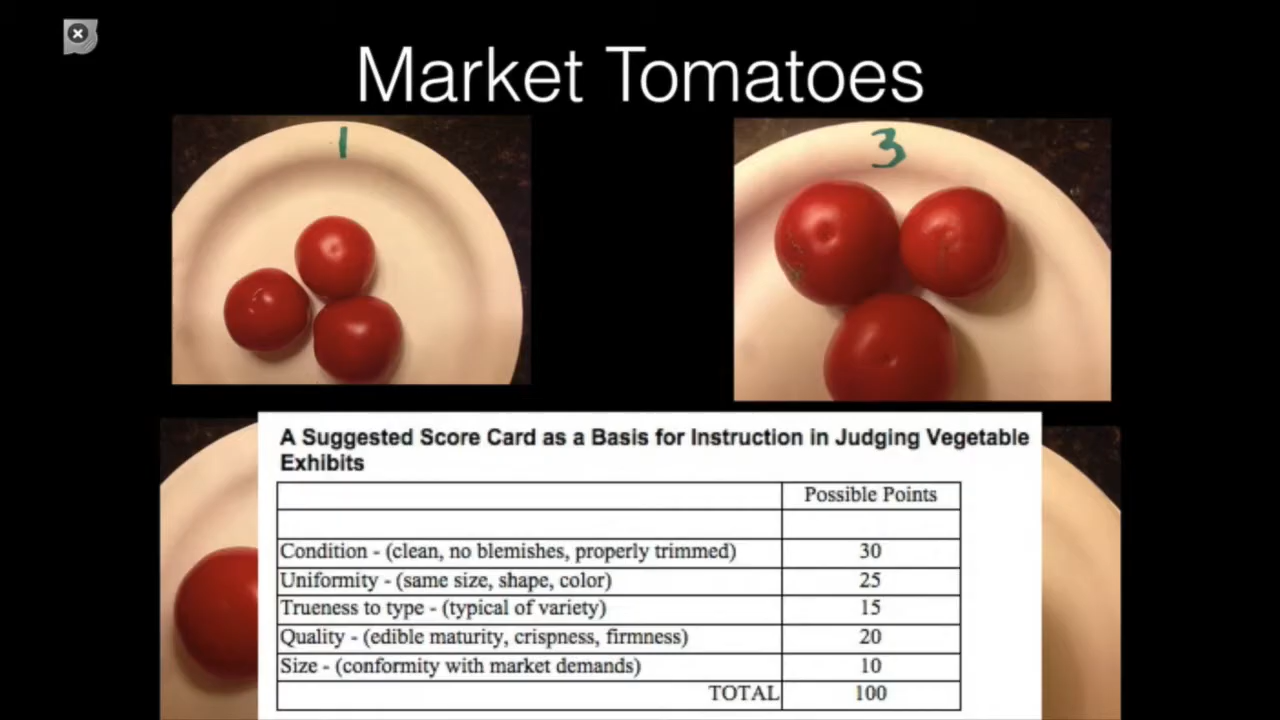 Market Tomatoes
1
3
A Suggested Score Card as a Basis for Instruction in Judging Vegetable
Exhibits
Possible Points
Condition - (clean, no blemishes, properly trimmed) 30
Uniformity - (same size, shape, color) 25
Trueness to type - (typical of variety) 15
Quality - (edible maturity, crispness, firmness) 20
Size - (conformity with market demands) 10
TOTAL 100